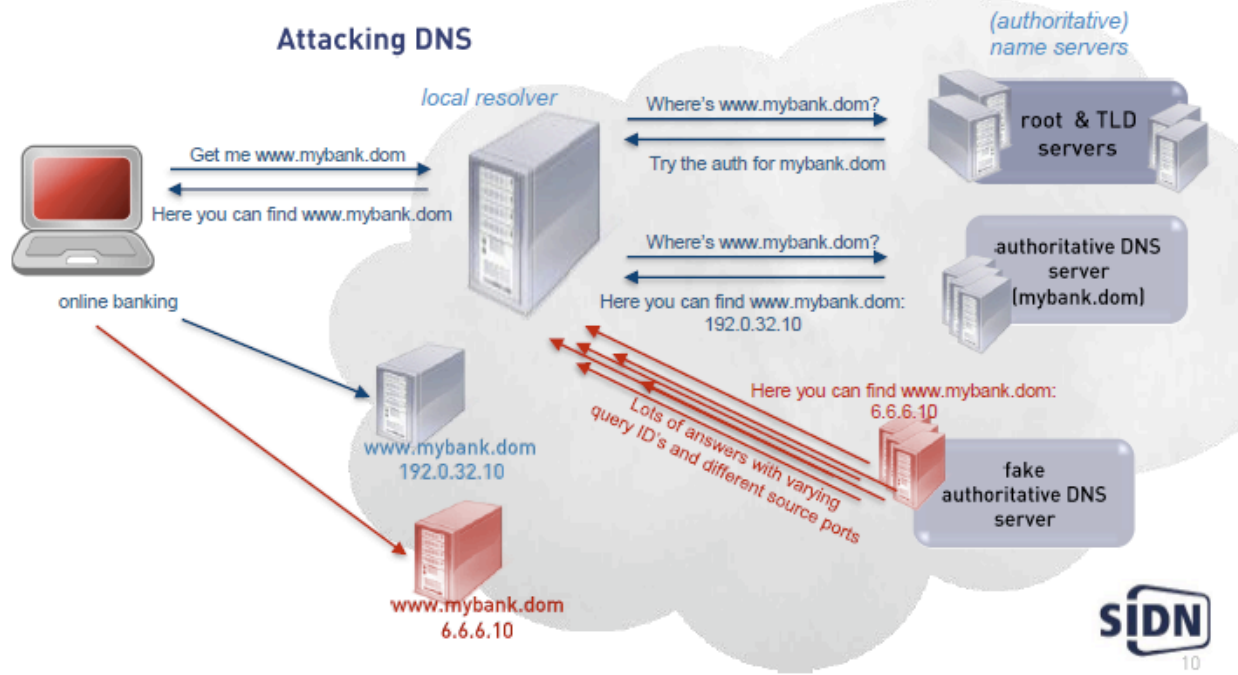 Attacking DNS
(authoritative)
name servers
local resolver
Where's www.mybank.dom?
root & TLD
servers
Try the auth for mybank.dom
Get me www.mybank.dom
Here you can find www.mybank.dom
Where's www.mybank.dom?
authoritative DNS
server
(mybank.dom)
Here you can find www.mybank.dom:
192.0.32.10
online banking
Here you can find www.mybank.dom:
6.6.6.10
Lots of answers with varying
query ID's and different source ports
www.mybank.dom
192.0.32.10
fake
authoritative DNS
server
www.mybank.dom
6.6.6.10
SIDN
10